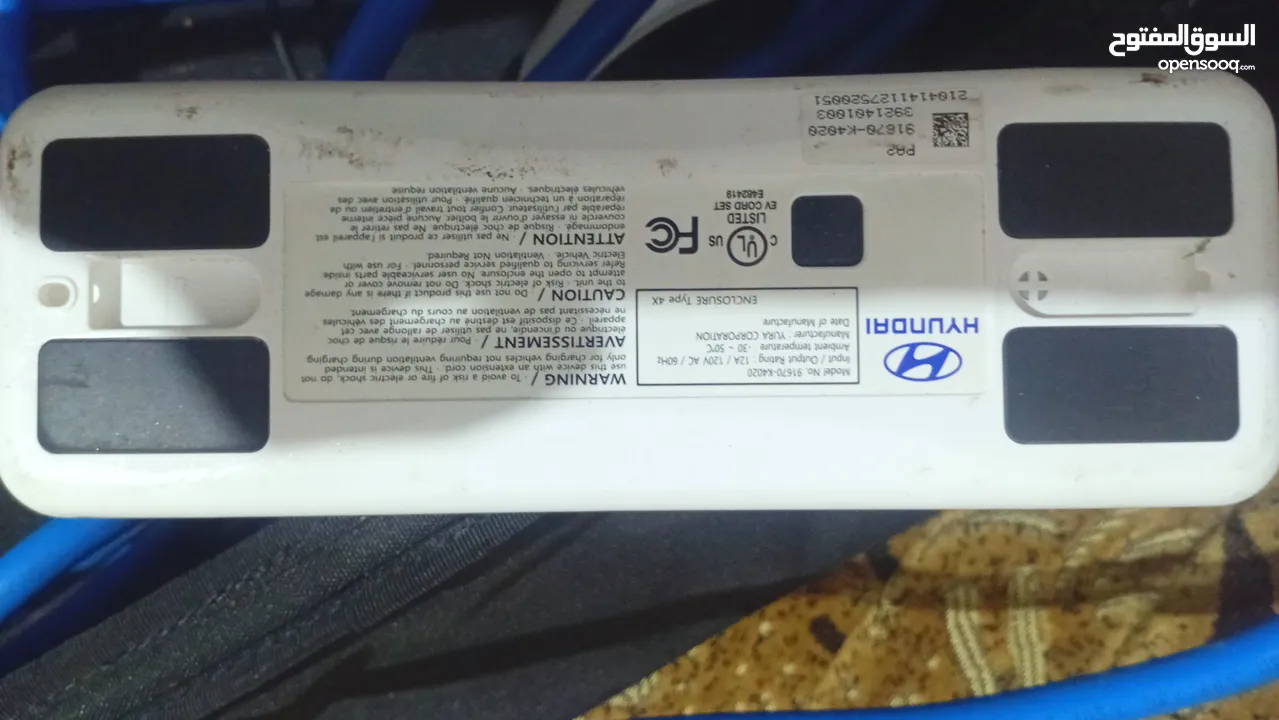 السوق المفتوح
opensooq.com
HYUNDAI
Model No. 91670-K4020
Input / Output Rating : 12A / 120V AC / 60Hz
Ambient temperature : -30 ~ 50℃
Manufacturer : YURA CORPORATION
Date of Manufacture
ENCLOSURE Type 4X
C UL US
LISTED
EV CORD SET
E482419
FC
WARNING / · To avoid a risk of fire or electric shock, do not
use this device with an extension cord. · This device is intended
only for charging vehicles not requiring ventilation during charging
AVERTISSEMENT / · Pour réduire le risque de choc
électrique ou d'incendie, ne pas utiliser de rallonge avec cet
appareil · Ce dispositif est destiné au chargement des véhicules
ne nécessitant pas de ventilation au cours du chargement.
CAUTION / · Do not use this product if there is any damage
to the unit. · Risk of electric shock. Do not remove cover or
attempt to open the enclosure. No user serviceable parts inside
Refer servicing to qualified service personnel. · For use with
Electric Vehicle. · Ventilation Not Required.
ATTENTION / · Ne pas utiliser ce produit si l'appareil est
endommagé. · Risque de choc électrique. Ne pas retirer le
couvercle ni essayer d'ouvrir le boîtier. Aucune pièce interne
réparable par l'utilisateur. Confier tout travail d'entretien ou de
réparation à un technicien qualifié. · Pour utilisation avec des
véhicules électriques. · Aucune ventilation requise
PA2
91670-K4020
3921401003
2104141127520051